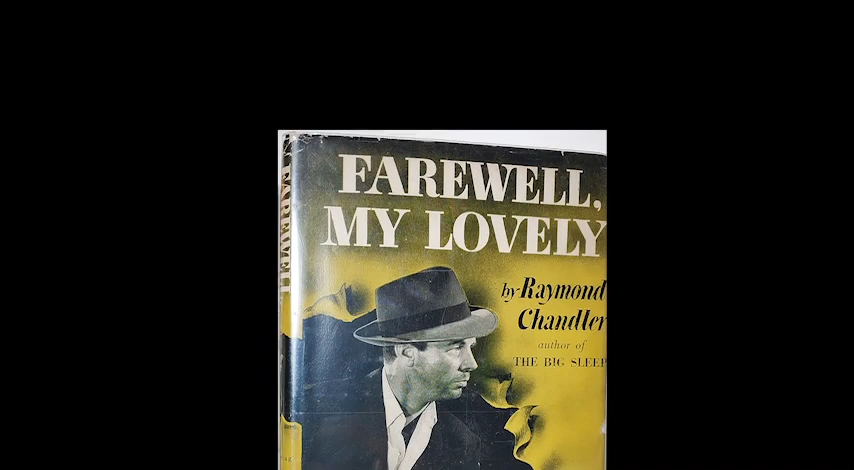 FAREWELL,
MY LOVELY
by Raymond
Chandler
author of
THE BIG SLEEP
FAREWELL